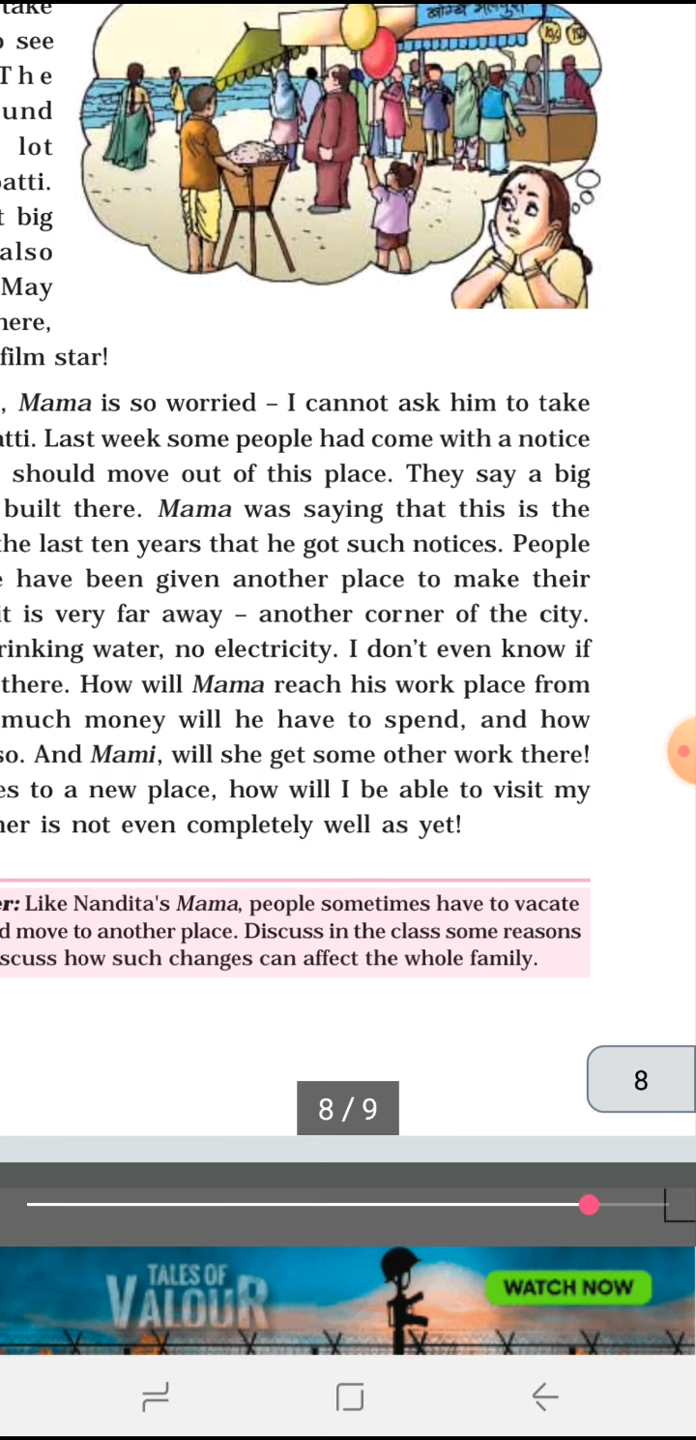 take
see
The
und
lot
patti.
t big
also
May
here,
film star!
, Mama is so worried – I cannot ask him to take
atti. Last week some people had come with a notice
should move out of this place. They say a big
built there. Mama was saying that this is the
the last ten years that he got such notices. People
e have been given another place to make their
it is very far away – another corner of the city.
rinking water, no electricity. I don't even know if
there. How will Mama reach his work place from
much money will he have to spend, and how
so. And Mami, will she get some other work there!
es to a new place, how will I be able to visit my
her is not even completely well as yet!
er: Like Nandita's Mama, people sometimes have to vacate
d move to another place. Discuss in the class some reasons
scuss how such changes can affect the whole family.
8
8 / 9
TALES OF
VALOUR
WATCH NOW